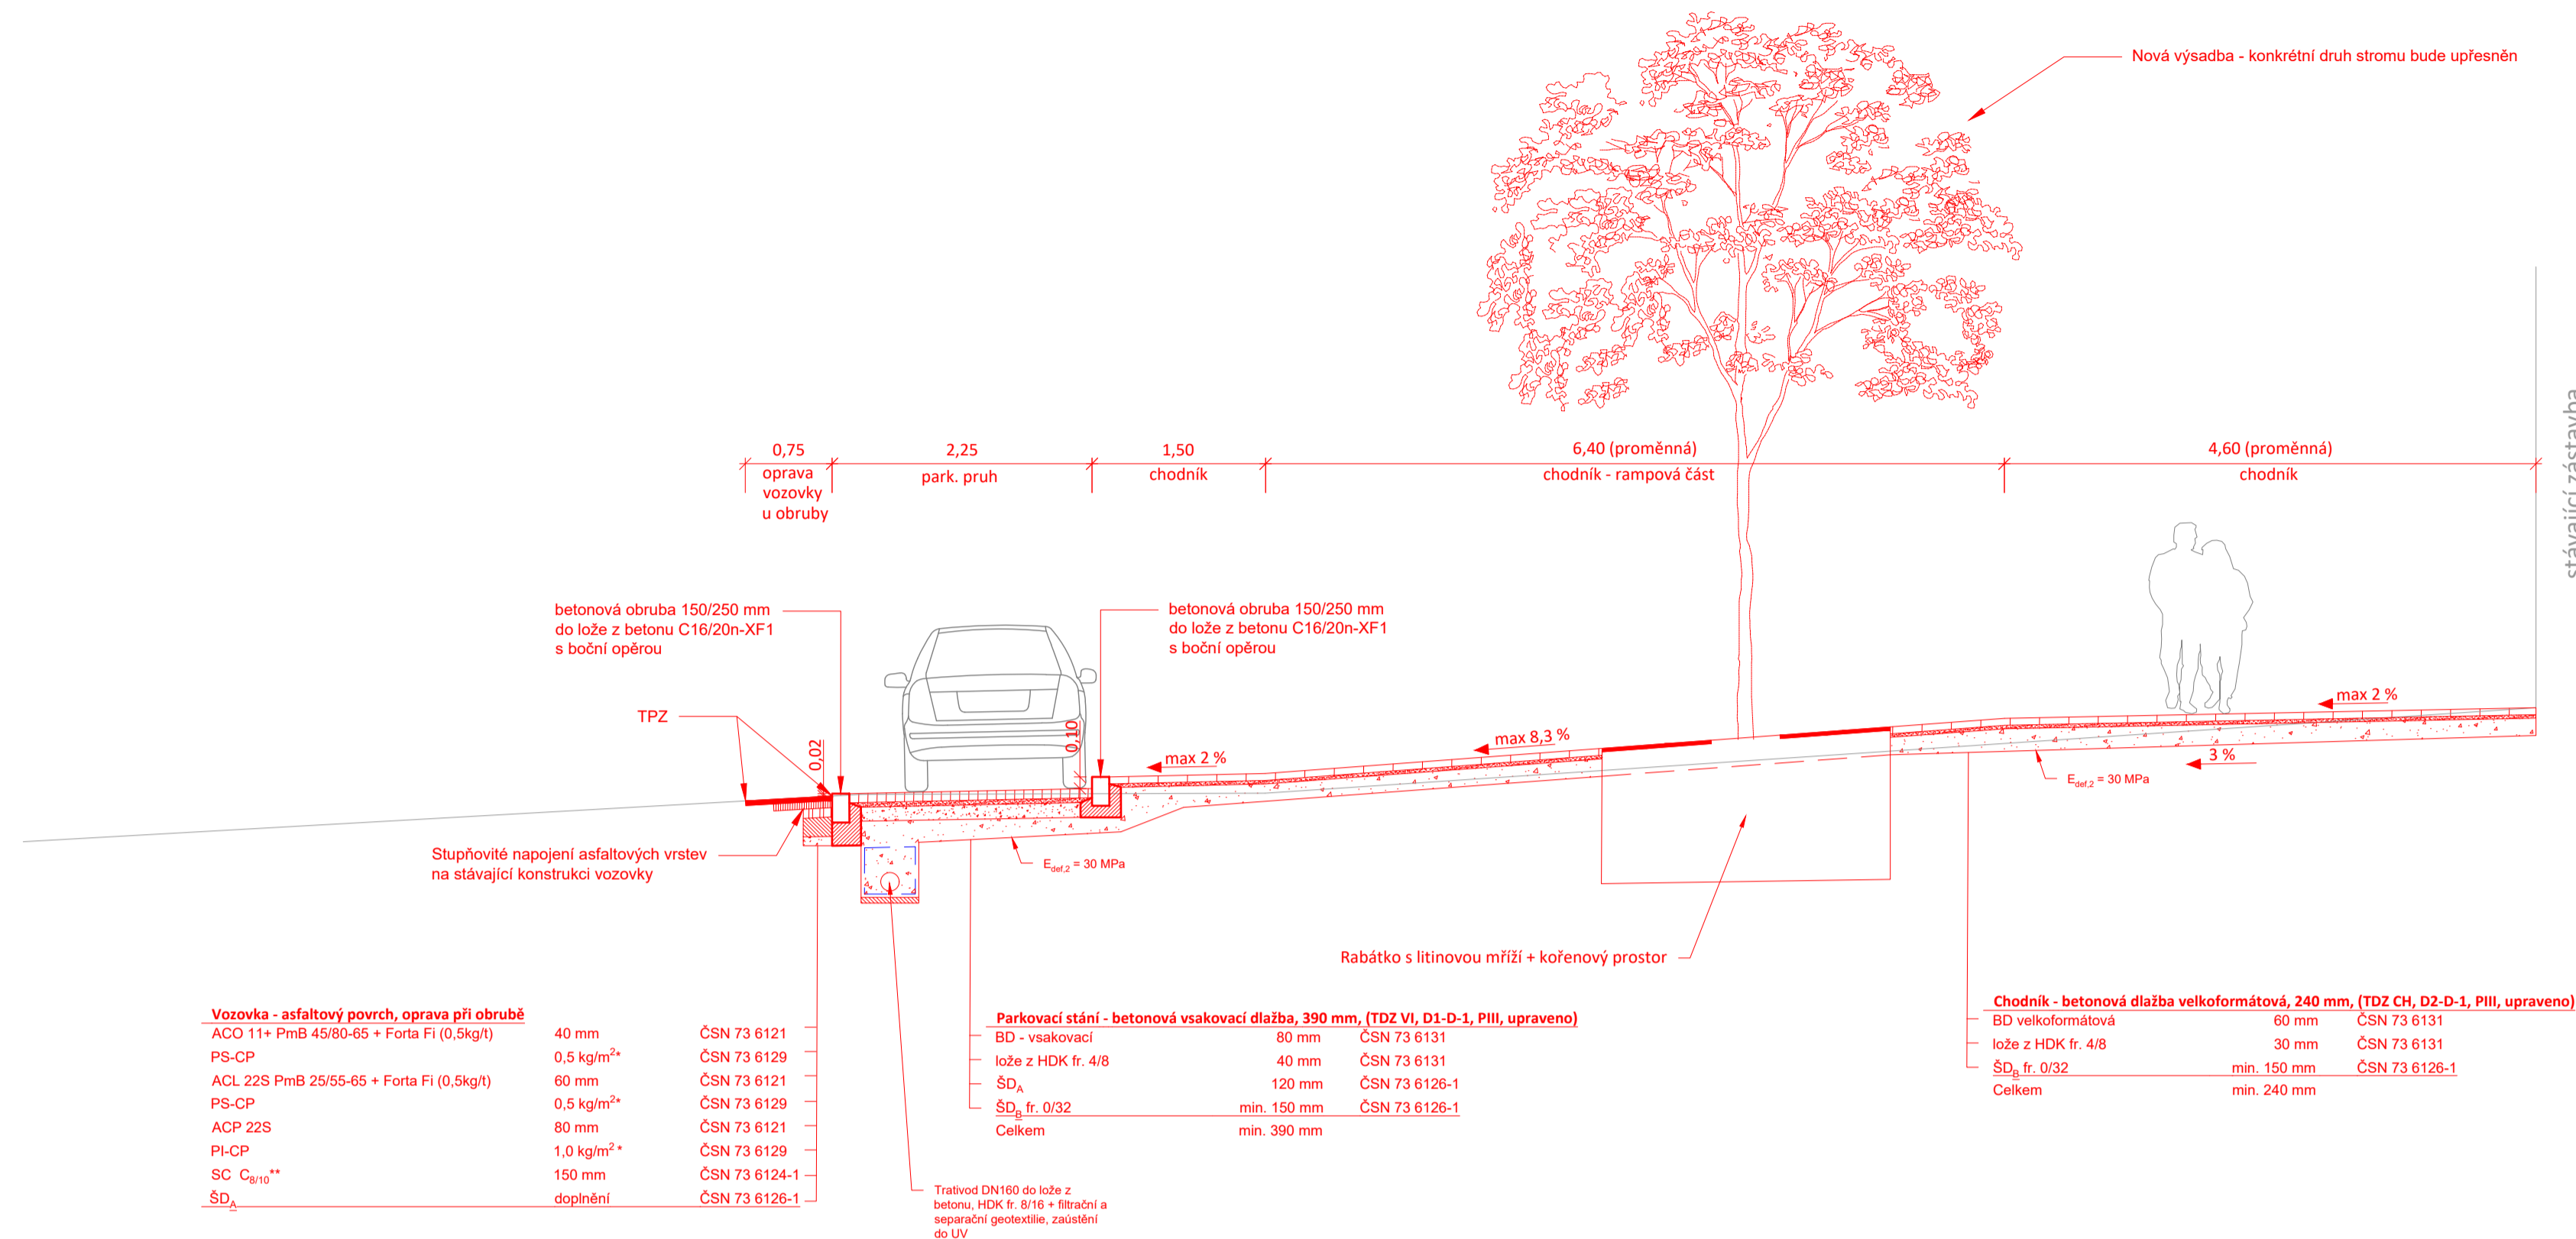 Nová výsadba - konkrétní druh stromu bude upřesněn
stávající zástavba
0,75
oprava
vozovky
u obruby
2,25
park. pruh
1,50
chodník
6,40 (proměnná)
chodník - rampová část
4,60 (proměnná)
chodník
betonová obruba 150/250 mm
do lože z betonu C16/20n-XF1
s boční opěrou
betonová obruba 150/250 mm
do lože z betonu C16/20n-XF1
s boční opěrou
TPZ
0,02
0,10
max 2 %
max 8,3 %
max 2 %
3 %
Edef,2 = 30 MPa
Stupňovité napojení asfaltových vrstev
na stávající konstrukci vozovky
Edef,2 = 30 MPa
Rabátko s litinovou mříží + kořenový prostor
Vozovka - asfaltový povrch, oprava při obrubě
ACO 11+ PmB 45/80-65 + Forta Fi (0,5kg/t) 40 mm ČSN 73 6121
PS-CP 0,5 kg/m²* ČSN 73 6129
ACL 22S PmB 25/55-65 + Forta Fi (0,5kg/t) 60 mm ČSN 73 6121
PS-CP 0,5 kg/m²* ČSN 73 6129
ACP 22S 80 mm ČSN 73 6121
PI-CP 1,0 kg/m² * ČSN 73 6129
SC C8/10** 150 mm ČSN 73 6124-1
ŠDA doplnění ČSN 73 6126-1
Parkovací stání - betonová vsakovací dlažba, 390 mm, (TDZ VI, D1-D-1, PIII, upraveno)
BD - vsakovací 80 mm ČSN 73 6131
lože z HDK fr. 4/8 40 mm ČSN 73 6131
ŠDA 120 mm ČSN 73 6126-1
ŠDB fr. 0/32 min. 150 mm ČSN 73 6126-1
Celkem min. 390 mm
Chodník - betonová dlažba velkoformátová, 240 mm, (TDZ CH, D2-D-1, PIII, upraveno)
BD velkoformátová 60 mm ČSN 73 6131
lože z HDK fr. 4/8 30 mm ČSN 73 6131
ŠDB fr. 0/32 min. 150 mm ČSN 73 6126-1
Celkem min. 240 mm
Trativod DN160 do lože z
betonu, HDK fr. 8/16 + filtrační a
separační geotextilie, zaústění
do UV